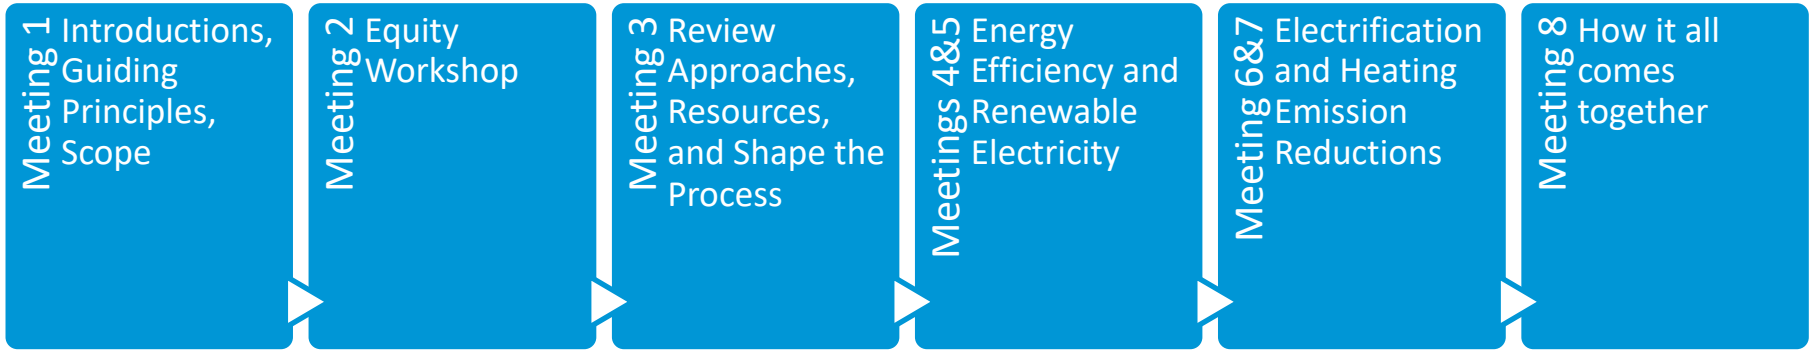 Meeting 1
Introductions,
Guiding
Principles,
Scope
Meeting 2
Equity
Workshop
Meeting 3
Review
Approaches,
Resources,
and Shape the
Process
Meetings 4&5
Energy
Efficiency and
Renewable
Electricity
Meeting 6&7
Electrification
and Heating
Emission
Reductions
Meeting 8
How it all
comes
together